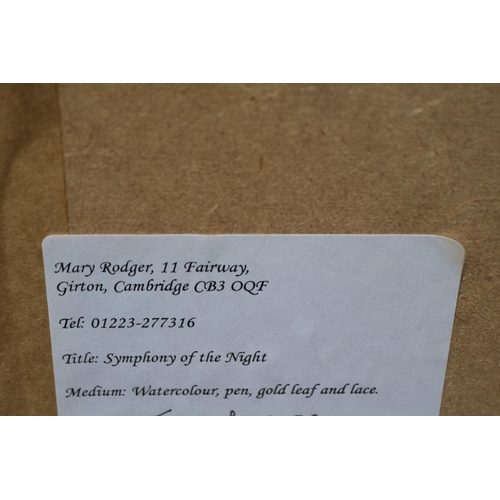 Mary Rodger, 11 Fairway,
Girton, Cambridge CB3 OQF
Tel: 01223-277316
Title: Symphony of the Night
Medium: Watercolour, pen, gold leaf and lace.